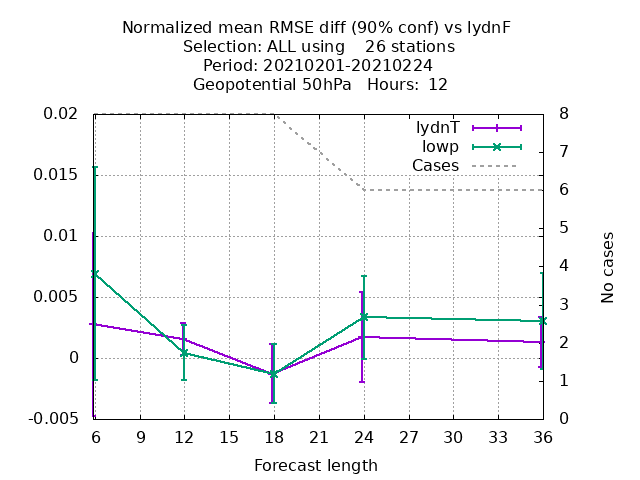 Normalized mean RMSE diff (90% conf) vs lydnF
Selection: ALL using 26 stations
Period: 20210201-20210224
Geopotential 50hPa Hours: 12
0.02
0.015
0.01
0.005
0
-0.005
lydnT
lowp
Cases
8
7
6
5
4
3
2
1
0
No cases
6 9 12 15 18 21 24 27 30 33 36
Forecast length